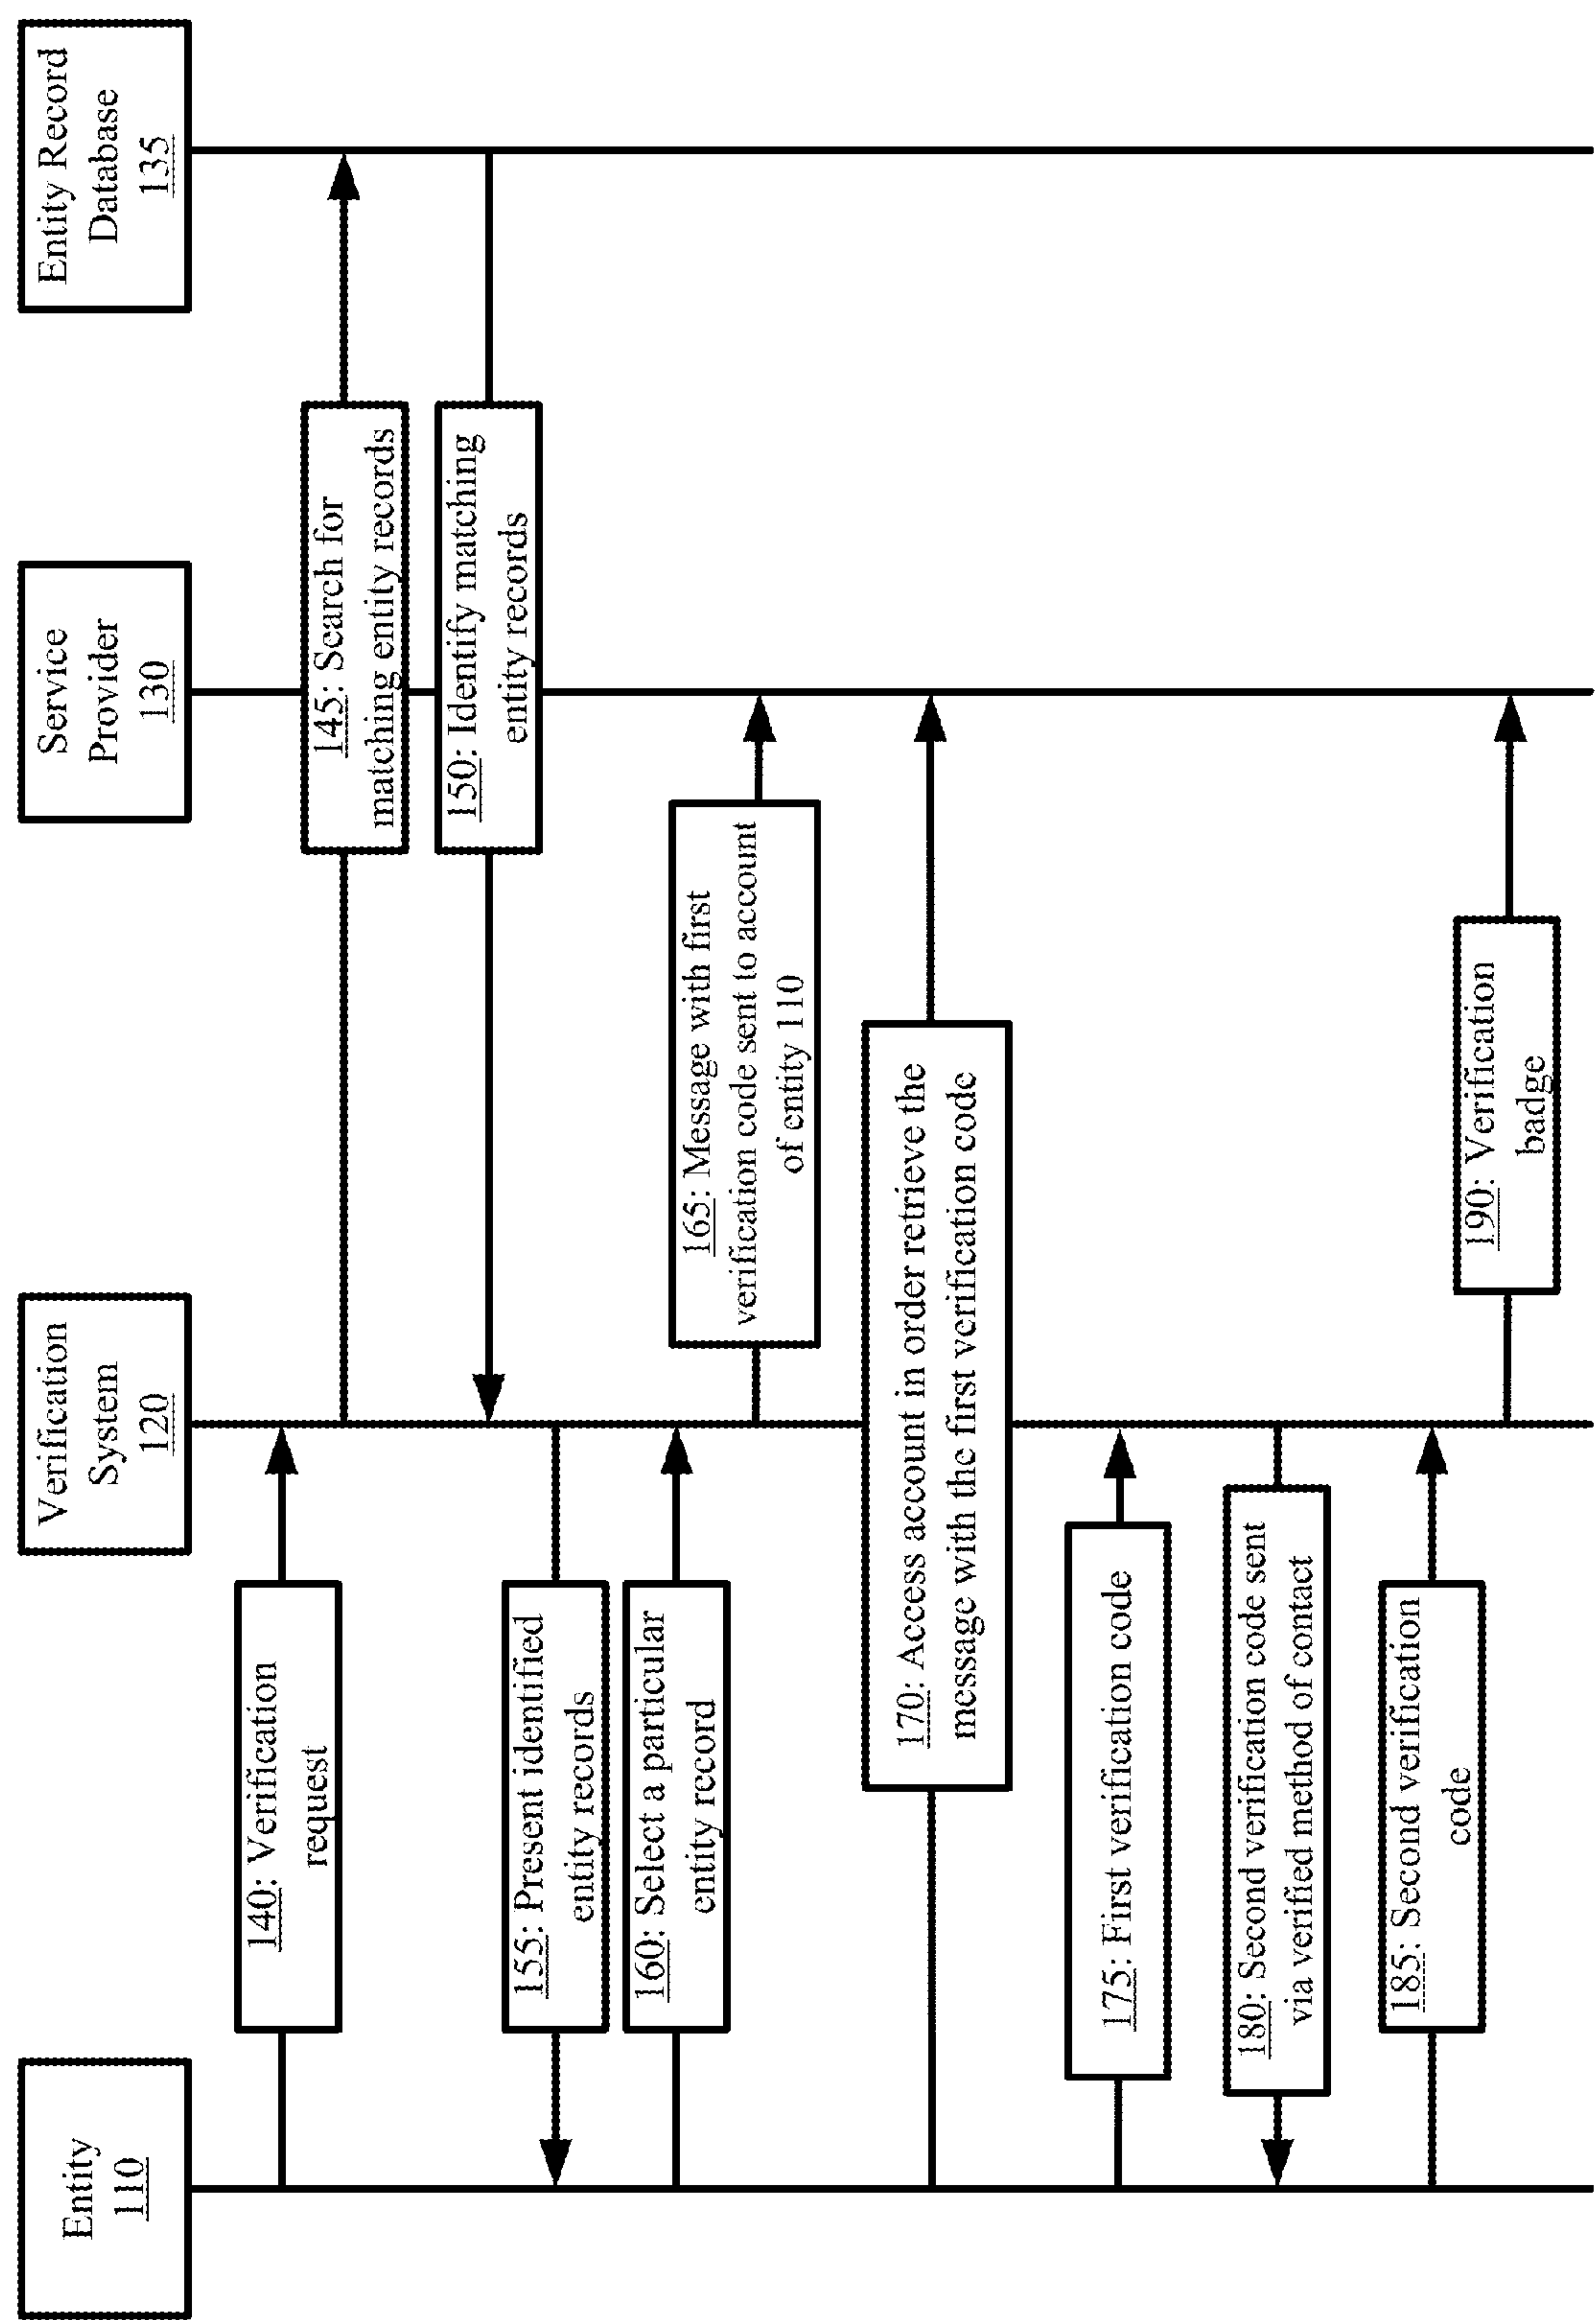 Entity
110
Verification
System
120
Service
Provider
130
Entity Record
Database
135
140: Verification
request
145: Search for
matching entity records
150: Identify matching
entity records
155: Present identified
entity records
160: Select a particular
entity record
165: Message with first
verification code sent to account
of entity 110
170: Access account in order retrieve the
message with the first verification code
175: First verification code
180: Second verification code sent
via verified method of contact
185: Second verification
code
190: Verification
badge